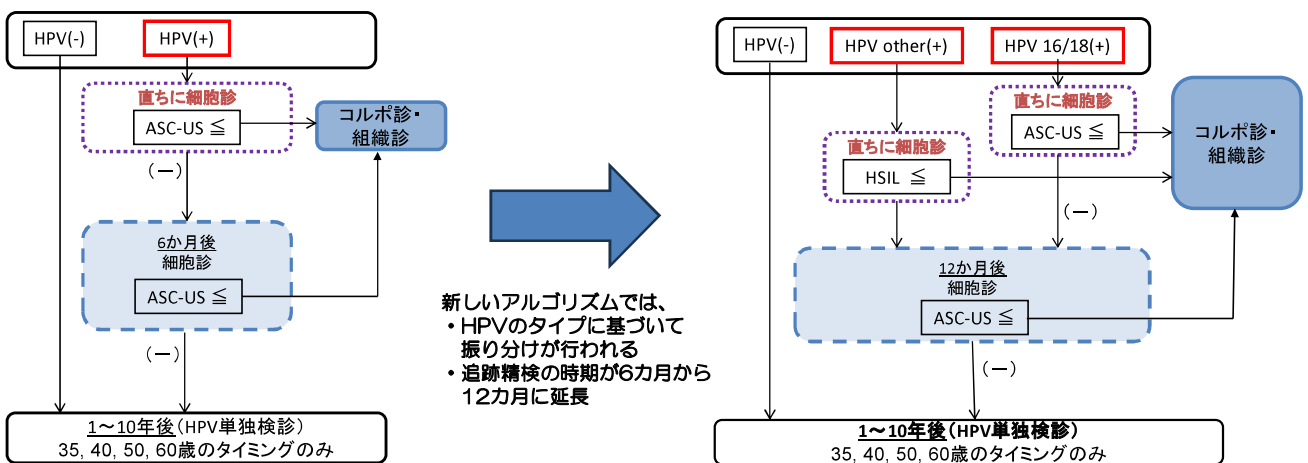 HPV(-)
HPV(+)
直ちに細胞診
ASC-US ≦
コルポ診・
組織診
(－)
6か月後
細胞診
ASC-US ≦
(－)
1～10年後(HPV単独検診)
35, 40, 50, 60歳のタイミングのみ
新しいアルゴリズムでは、
・HPVのタイプに基づいて
振り分けが行われる
・追跡精検の時期が6カ月から
12カ月に延長
HPV(-)
HPV other(+)
HPV 16/18(+)
直ちに細胞診
ASC-US ≦
直ちに細胞診
HSIL ≦
コルポ診・
組織診
(－)
12か月後
細胞診
ASC-US ≦
(－)
1～10年後(HPV単独検診)
35, 40, 50, 60歳のタイミングのみ